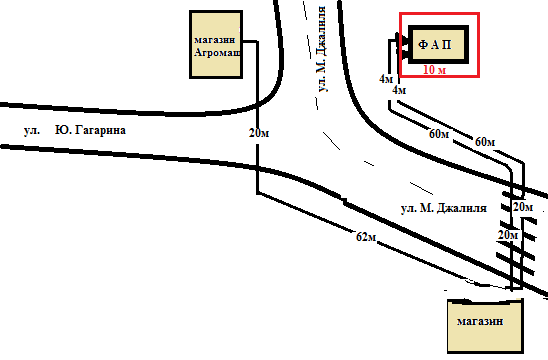 магазин
Агромаш
ул. М. Джалиля
Ф А П
10 м
4м
4м
ул. Ю. Гагарина
20м
60м
60м
ул. М. Джалиля
20м
20м
62м
магазин